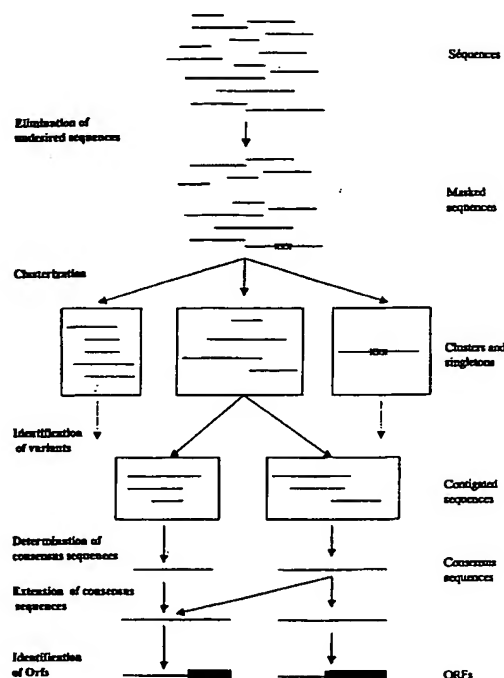 Séquences
Elimination of
undesired sequences
Masked
sequences
Clusterization
Clusters and
singletons
Identification
of variants
Contigated
sequences
Determination of
consensus sequences
Consensus
sequences
Extension of consensus
sequences
Identification
of Orfs
ORFs